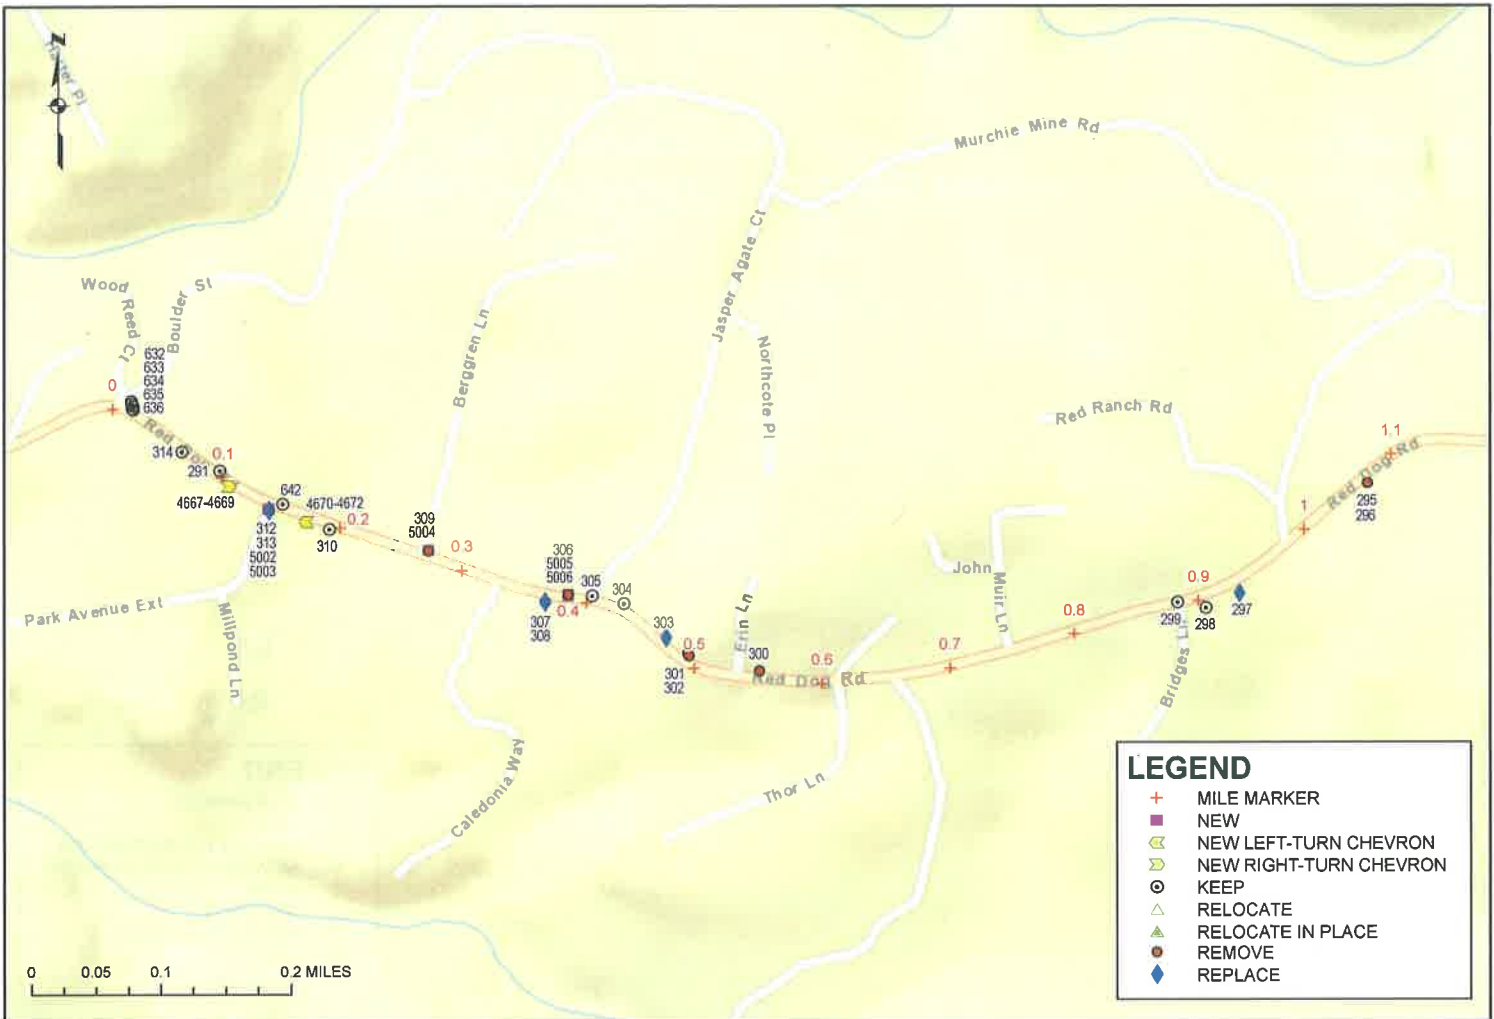 N
Harter Pl
Murchie Mine Rd
Jasper Agate Ct
Wood Reed Ct
Boulder St
Berggren Ln
Northcote Pl
Red Ranch Rd
632
633
634
635
636
0
Red Dog
314
291
0.1
4667-4669
642
4670-4672
0.2
310
312
313
5002
5003
309
5004
0.3
306
5005
5006
305
304
0.4
307
308
303
0.5
301
302
Erin Ln
300
0.6
Red Dog Rd
0.7
John Muir Ln
0.8
0.9
299
298
297
Bridges Ln
1
Red Dog Rd
1.1
295
296
Park Avenue Ext
Millpond Ln
Caledonia Way
Thor Ln
LEGEND
MILE MARKER
NEW
NEW LEFT-TURN CHEVRON
NEW RIGHT-TURN CHEVRON
KEEP
RELOCATE
RELOCATE IN PLACE
REMOVE
REPLACE
0 0.05 0.1 0.2 MILES